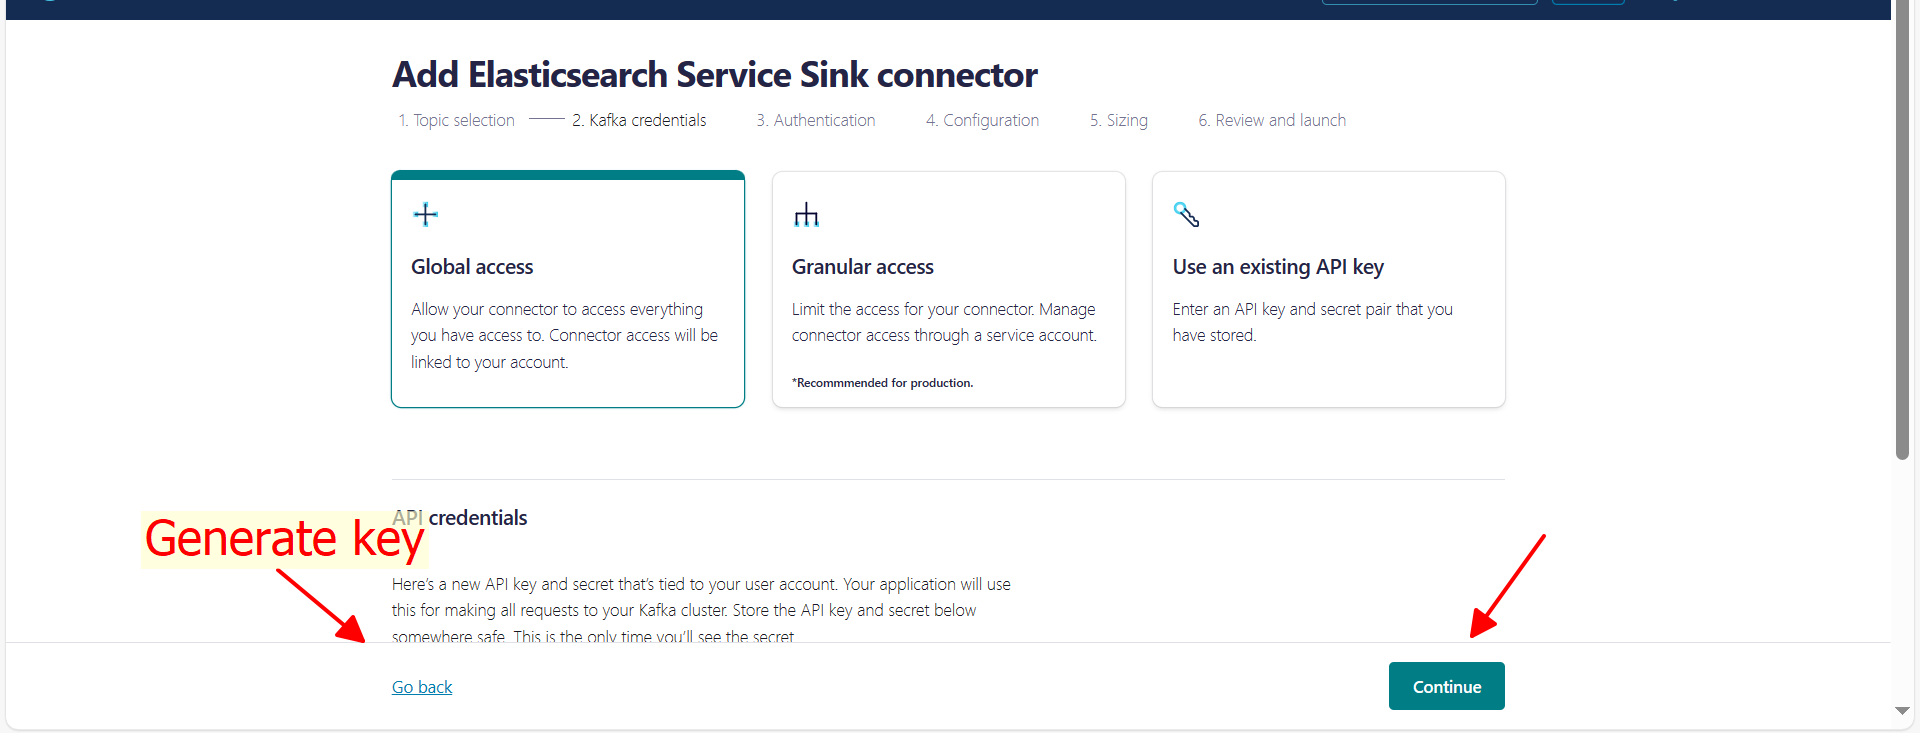 Add Elasticsearch Service Sink connector
1. Topic selection
2. Kafka credentials
3. Authentication
4. Configuration
5. Sizing
6. Review and launch
Global access
Allow your connector to access everything
you have access to. Connector access will be
linked to your account.
Granular access
Limit the access for your connector. Manage
connector access through a service account.
*Recommmended for production.
Use an existing API key
Enter an API key and secret pair that you
have stored.
API credentials
Generate key
Here's a new API key and secret that's tied to your user account. Your application will use
this for making all requests to your Kafka cluster. Store the API key and secret below
somewhere safe. This is the only time you'll see the secret
Go back
Continue